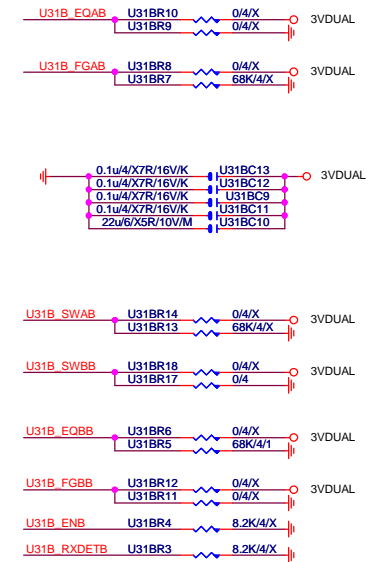 U31B_EQAB U31BR10 0/4/X 3VDUAL
U31BR9 0/4/X
U31B_FGAB U31BR8 0/4/X 3VDUAL
U31BR7 68K/4/X
0.1u/4/X7R/16V/K U31BC13 3VDUAL
0.1u/4/X7R/16V/K U31BC12
0.1u/4/X7R/16V/K U31BC9
0.1u/4/X7R/16V/K U31BC11
22u/6/X5R/10V/M U31BC10
U31B_SWAB U31BR14 0/4/X 3VDUAL
U31BR13 68K/4/X
U31B_SWBB U31BR18 0/4/X 3VDUAL
U31BR17 0/4
U31B_EQBB U31BR6 0/4/X 3VDUAL
U31BR5 68K/4/1
U31B_FGBB U31BR12 0/4/X 3VDUAL
U31BR11 0/4/X
U31B_ENB U31BR4 8.2K/4/X
U31B_RXDETB U31BR3 8.2K/4/X